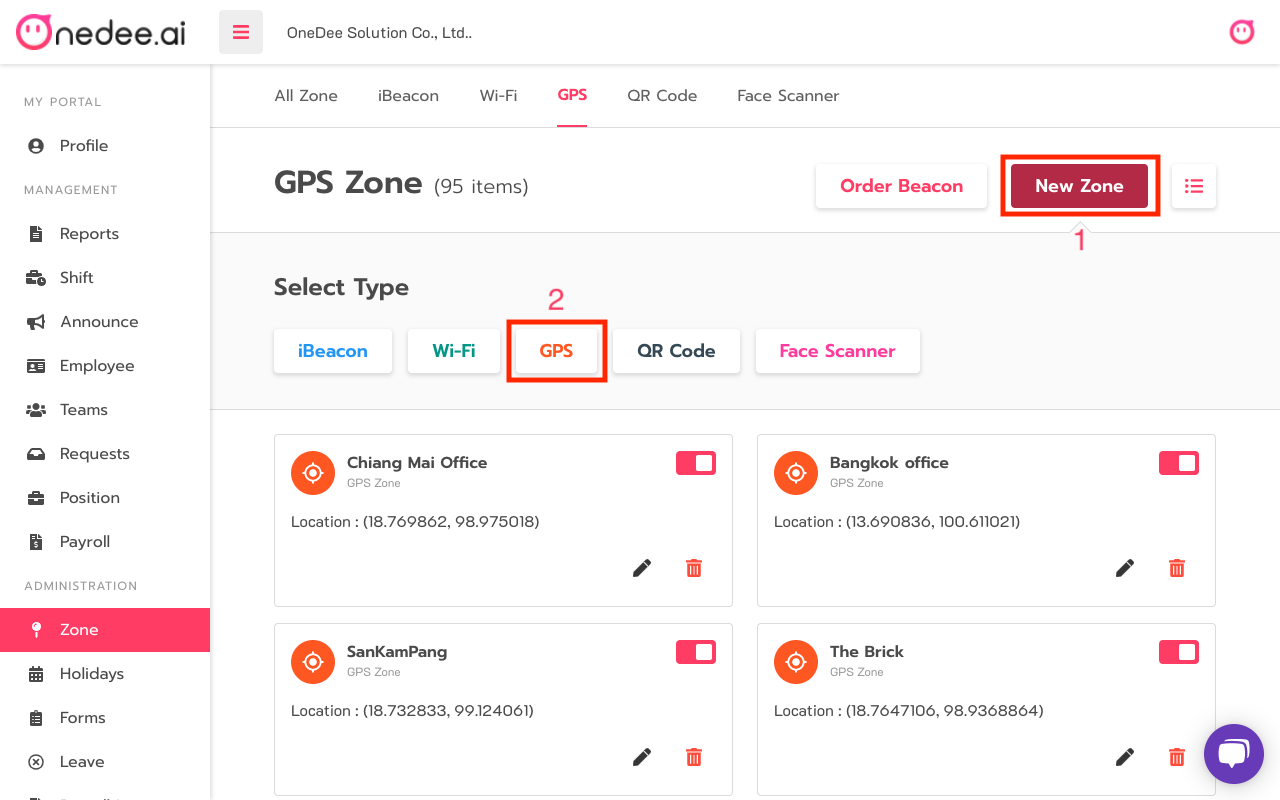 Onedee.ai
OneDee Solution Co., Ltd..
MY PORTAL
Profile
MANAGEMENT
Reports
Shift
Announce
Employee
Teams
Requests
Position
Payroll
ADMINISTRATION
Zone
Holidays
Forms
Leave
All Zone iBeacon Wi-Fi GPS QR Code Face Scanner
GPS Zone (95 items)
Order Beacon New Zone
1
Select Type
2
iBeacon Wi-Fi GPS QR Code Face Scanner
Chiang Mai Office
GPS Zone
Location : (18.769862, 98.975018)
Bangkok office
GPS Zone
Location : (13.690836, 100.611021)
SanKamPang
GPS Zone
Location : (18.732833, 99.124061)
The Brick
GPS Zone
Location : (18.7647106, 98.9368864)